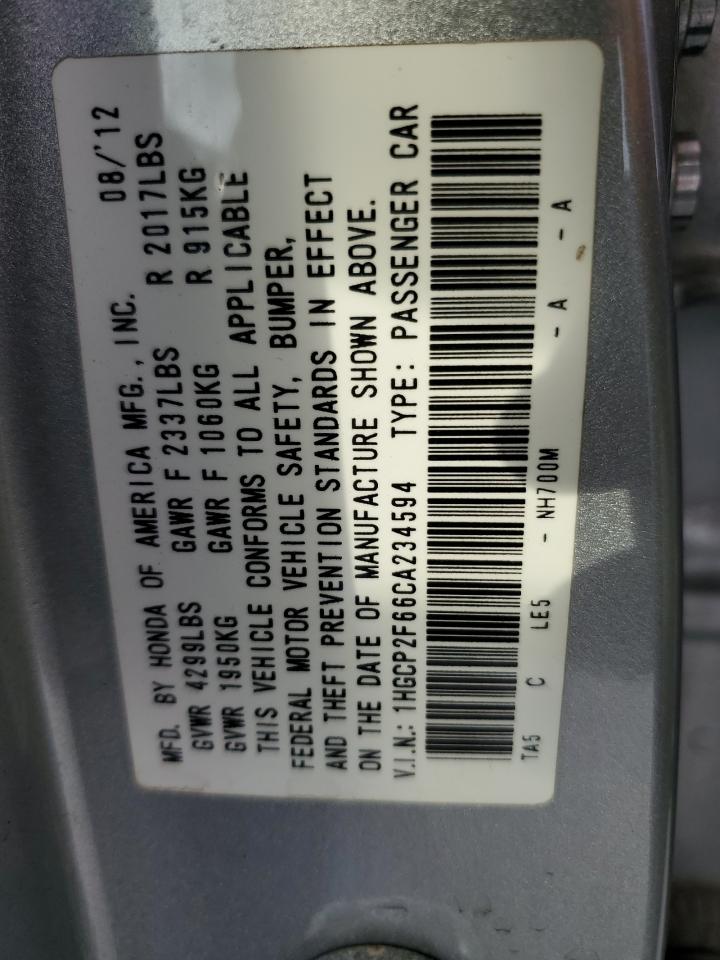 MFD. BY HONDA OF AMERICA MFG., INC. 08/'12
GVWR 4299LBS GAWR F 2337LBS R 2017LBS
GVWR 1950KG GAWR F 1060KG R 915KG
THIS VEHICLE CONFORMS TO ALL APPLICABLE
FEDERAL MOTOR VEHICLE SAFETY, BUMPER,
AND THEFT PREVENTION STANDARDS IN EFFECT
ON THE DATE OF MANUFACTURE SHOWN ABOVE.
V.I.N.: 1HGCP2F66CA234594 TYPE: PASSENGER CAR
TA5 C LE5 - NH700M - A - A